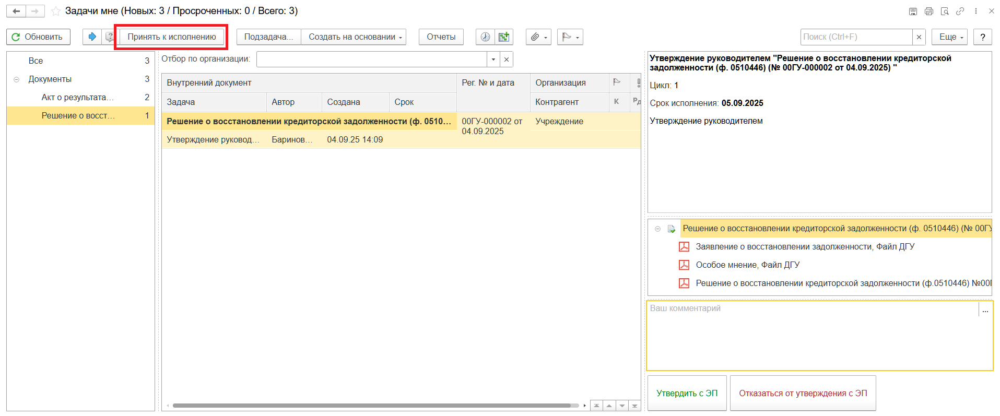 Задачи мне (Новых: 3 / Просроченных: 0 / Всего: 3)
Обновить
Принять к исполнению
Подзадача...
Создать на основании
Отчеты
Поиск (Ctrl+F)
Еще
?
Все 3
Документы 3
Акт о результата... 2
Решение о восст... 1
Отбор по организации:
Внутренний документ Рег. № и дата Организация
Задача Автор Создана Срок Контрагент К Рд
Решение о восстановлении кредиторской задолженности (ф. 0510... 00ГУ-000002 от 04.09.2025 Учреждение
Утверждение руковод... Баринов... 04.09.25 14:09
Утверждение руководителем "Решение о восстановлении кредиторской
задолженности (ф. 0510446) (№ 00ГУ-000002 от 04.09.2025) "
Цикл: 1
Срок исполнения: 05.09.2025
Утверждение руководителем
Решение о восстановлении кредиторской задолженности (ф. 0510446) (№ 00ГУ
Заявление о восстановлении задолженности, Файл ДГУ
Особое мнение, Файл ДГУ
Решение о восстановлении кредиторской задолженности (ф.0510446) №00Г
Ваш комментарий
...
Утвердить с ЭП
Отказаться от утверждения с ЭП